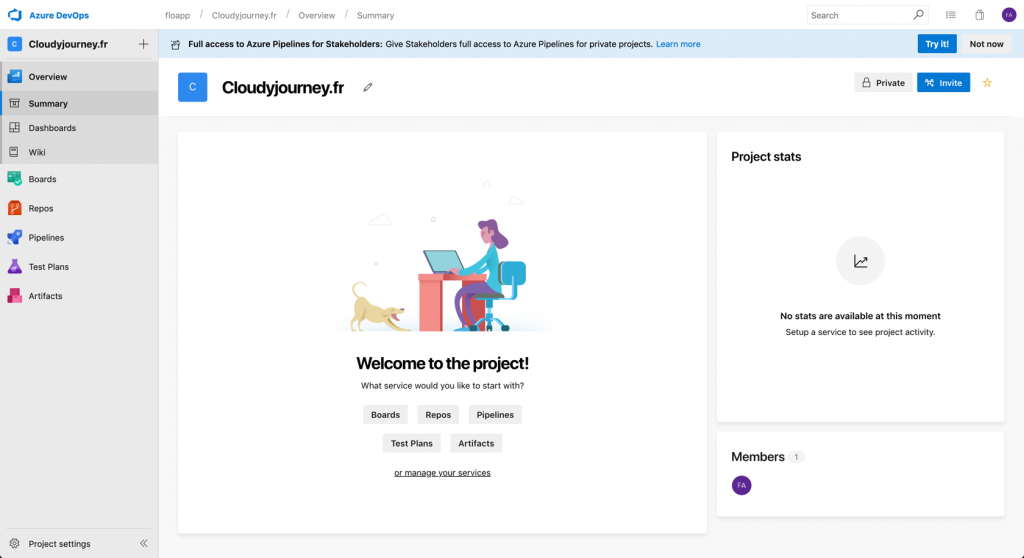 Azure DevOps
floapp / Cloudyjourney.fr / Overview / Summary
Search
FA
C Cloudyjourney.fr
Overview
Summary
Dashboards
Wiki
Boards
Repos
Pipelines
Test Plans
Artifacts
Project settings
Full access to Azure Pipelines for Stakeholders: Give Stakeholders full access to Azure Pipelines for private projects. Learn more
Try it! Not now
C Cloudyjourney.fr
Private Invite
Welcome to the project!
What service would you like to start with?
Boards Repos Pipelines
Test Plans Artifacts
or manage your services
Project stats
No stats are available at this moment
Setup a service to see project activity.
Members 1
FA